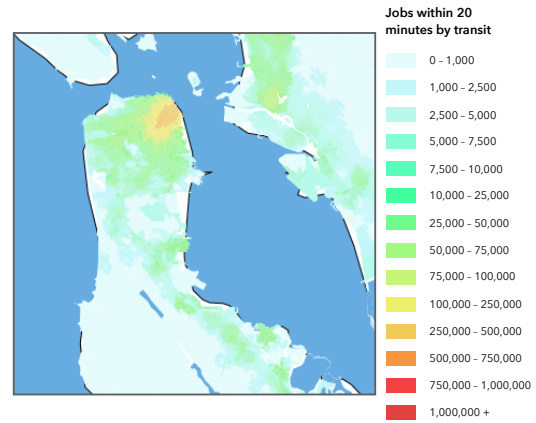 Jobs within 20
minutes by transit
0 – 1,000
1,000 – 2,500
2,500 – 5,000
5,000 – 7,500
7,500 – 10,000
10,000 – 25,000
25,000 – 50,000
50,000 – 75,000
75,000 – 100,000
100,000 – 250,000
250,000 – 500,000
500,000 – 750,000
750,000 – 1,000,000
1,000,000 +